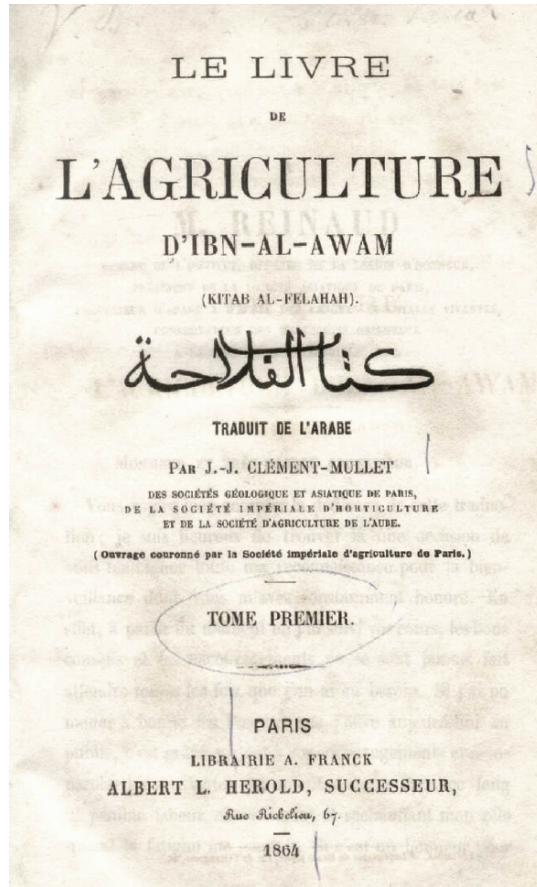 LE LIVRE
DE
L'AGRICULTURE
D'IBN-AL-AWAM
(KITAB AL-FELAHAH).
كتاب الفلاحة
TRADUIT DE L'ARABE
PAR J.-J. CLÉMENT-MULLET
DES SOCIÉTÉS GÉOLOGIQUE ET ASIATIQUE DE PARIS,
DE LA SOCIÉTÉ IMPÉRIALE D'HORTICULTURE
ET DE LA SOCIÉTÉ D'AGRICULTURE DE L'AUBE.
(Ouvrage couronné par la Société impériale d'agriculture de Paris.)
TOME PREMIER.
PARIS
LIBRAIRIE A. FRANCK
ALBERT L. HEROLD, SUCCESSEUR,
Rue Richelieu, 67.
1864